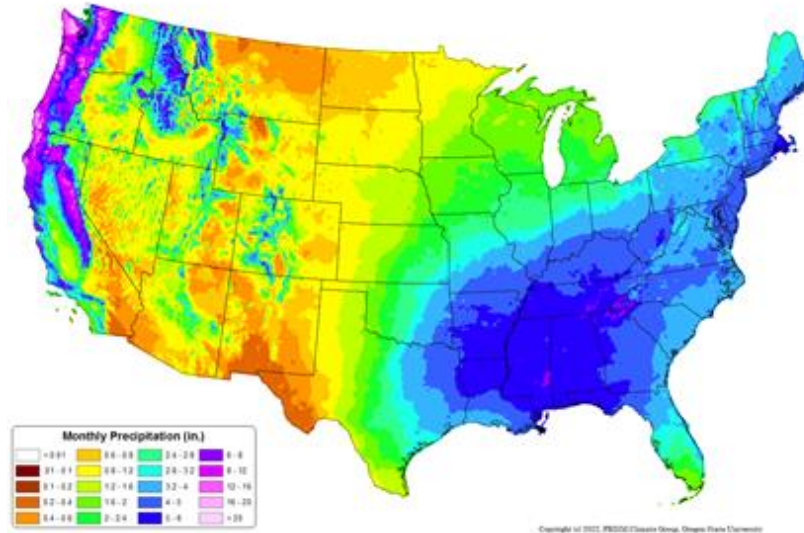 Monthly Precipitation (in.)
< 0.01 0.6 - 0.8 2.4 - 2.8 6 - 8
.01 - 0.1 0.8 - 1.2 2.8 - 3.2 8 - 12
0.1 - 0.2 1.2 - 1.6 3.2 - 4 12 - 16
0.2 - 0.4 1.6 - 2 4 - 5 16 - 20
0.4 - 0.6 2 - 2.4 5 - 6 > 20
Copyright (c) 2022, PRISM Climate Group, Oregon State University